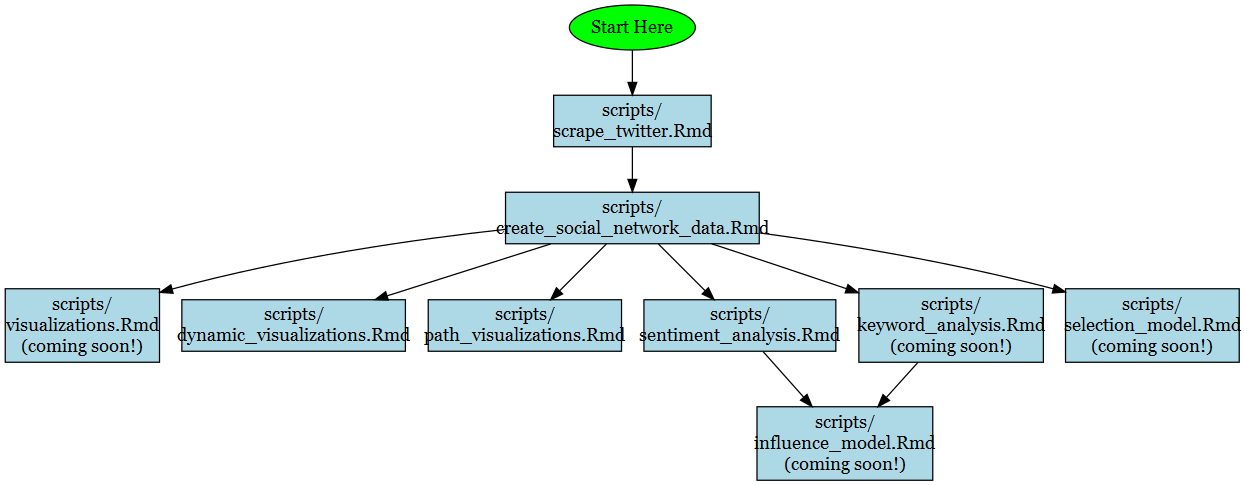 Start Here
scripts/
scrape_twitter.Rmd
scripts/
create_social_network_data.Rmd
scripts/
visualizations.Rmd
(coming soon!)
scripts/
dynamic_visualizations.Rmd
scripts/
path_visualizations.Rmd
scripts/
sentiment_analysis.Rmd
scripts/
keyword_analysis.Rmd
(coming soon!)
scripts/
selection_model.Rmd
(coming soon!)
scripts/
influence_model.Rmd
(coming soon!)